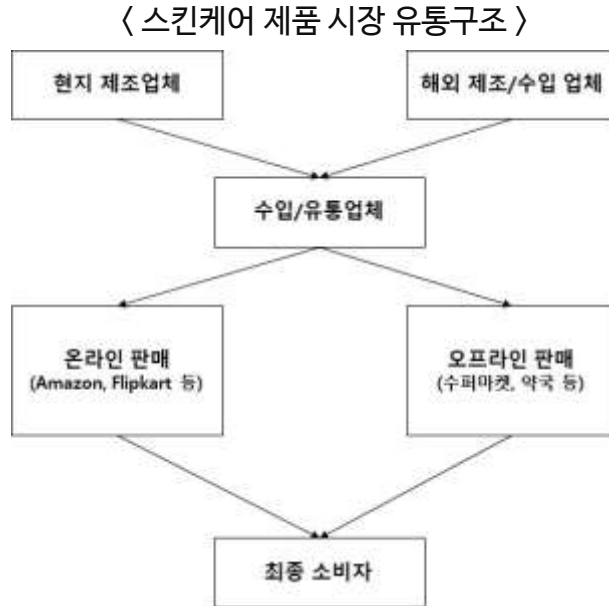 〈 스킨케어 제품 시장 유통구조 〉
현지 제조업체
해외 제조/수입 업체
수입/유통업체
온라인 판매
(Amazon, Flipkart 등)
오프라인 판매
(수퍼마켓, 약국 등)
최종 소비자